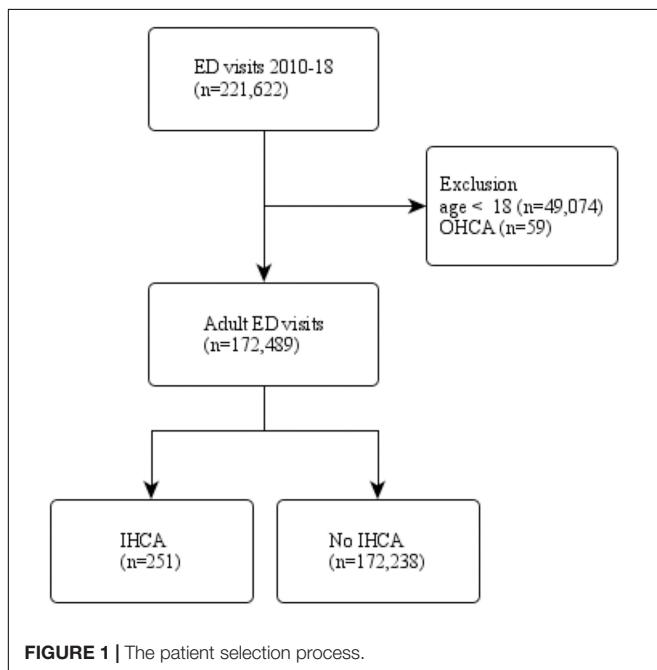 ED visits 2010-18
(n=221,622)
Exclusion
age < 18 (n=49,074)
OHCA (n=59)
Adult ED visits
(n=172,489)
IHCA
(n=251)
No IHCA
(n=172,238)
FIGURE 1 | The patient selection process.